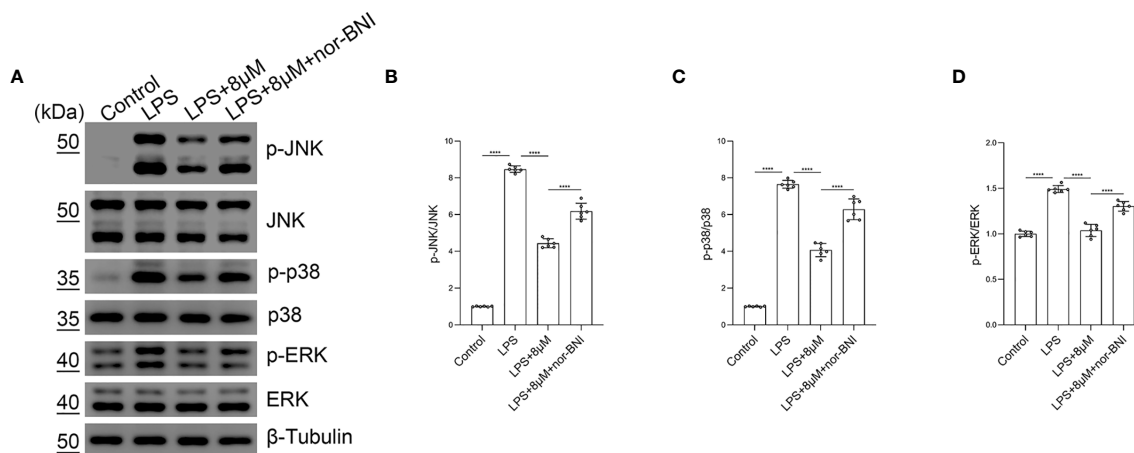 A
(kDa)
Control
LPS
LPS+8μM
LPS+8μM+nor-BNI
50
p-JNK
50
JNK
35
p-p38
35
p38
40
p-ERK
40
ERK
50
β-Tubulin
B
p-JNK/JNK
10
8
6
4
2
0
****
****
****
Control
LPS
LPS+8μM
LPS+8μM+nor-BNI
C
p-p38/p38
10
8
6
4
2
0
****
****
****
Control
LPS
LPS+8μM
LPS+8μM+nor-BNI
D
p-ERK/ERK
2.0
1.5
1.0
0.5
0.0
****
****
****
Control
LPS
LPS+8μM
LPS+8μM+nor-BNI